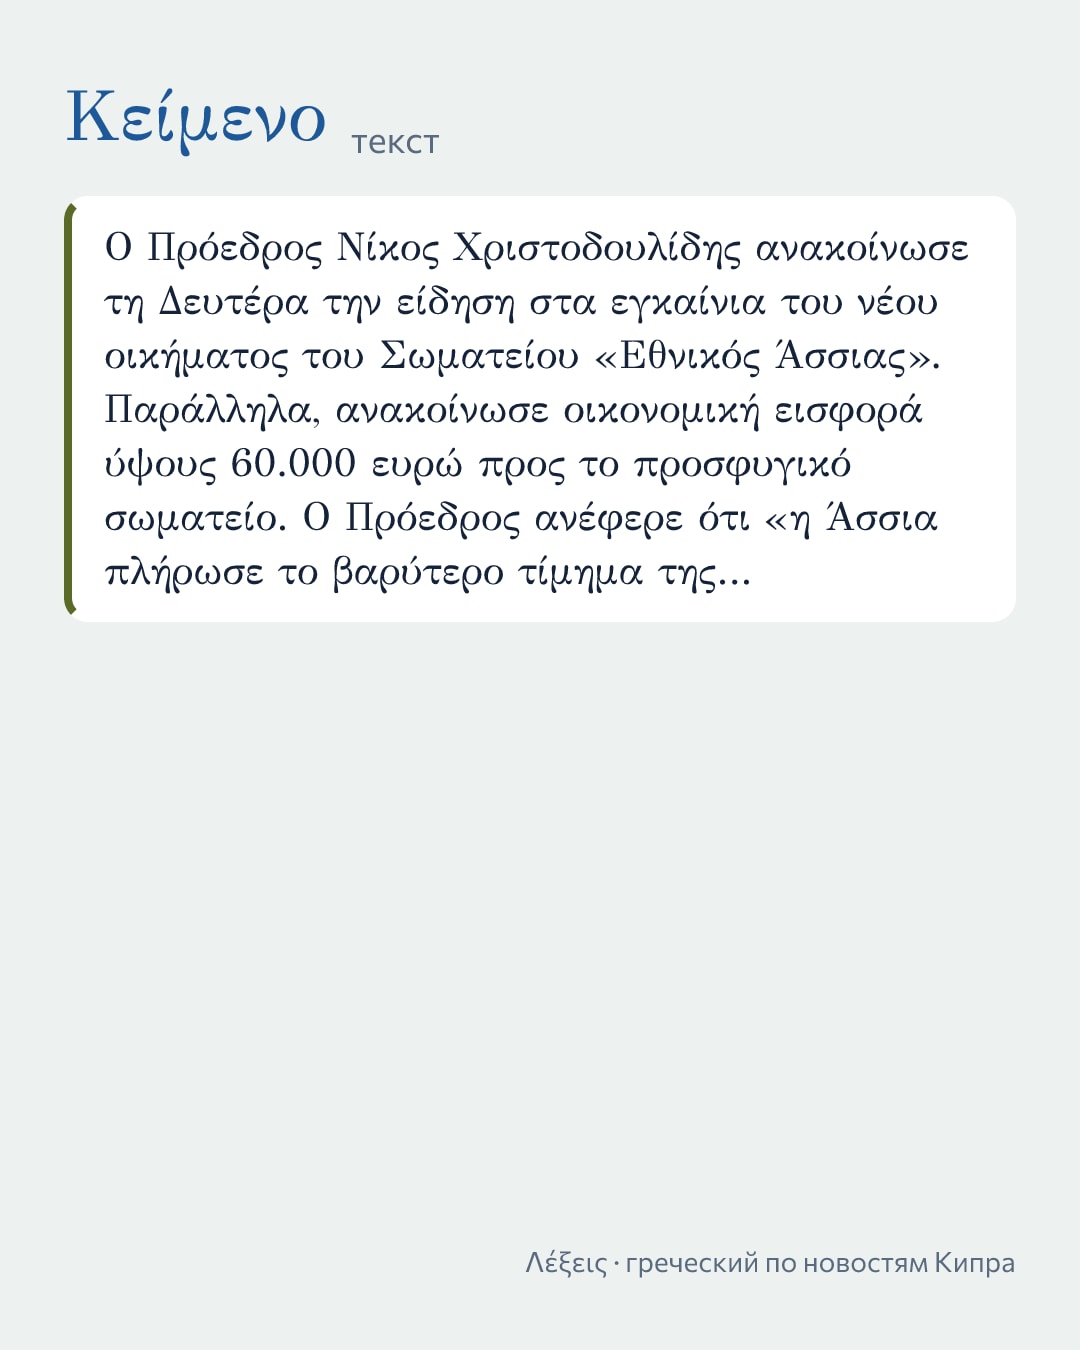 Κείμενο текст
Ο Πρόεδρος Νίκος Χριστοδουλίδης ανακοίνωσε
τη Δευτέρα την είδηση στα εγκαίνια του νέου
οικήματος του Σωματείου «Εθνικός Άσσιας».
Παράλληλα, ανακοίνωσε οικονομική εισφορά
ύψους 60.000 ευρώ προς το προσφυγικό
σωματείο. Ο Πρόεδρος ανέφερε ότι «η Άσσια
πλήρωσε το βαρύτερο τίμημα της...
Λέξεις · греческий по новостям Кипра